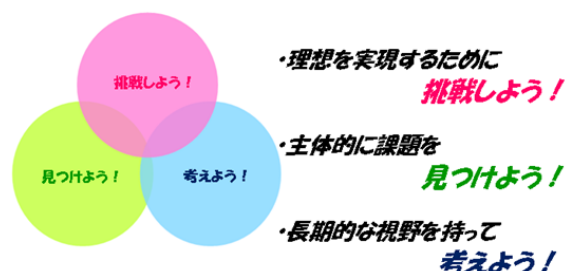 挑戦しよう!
見つけよう!
考えよう!
・理想を実現するために
挑戦しよう!
・主体的に課題を
見つけよう!
・長期的な視野を持って
考えよう!